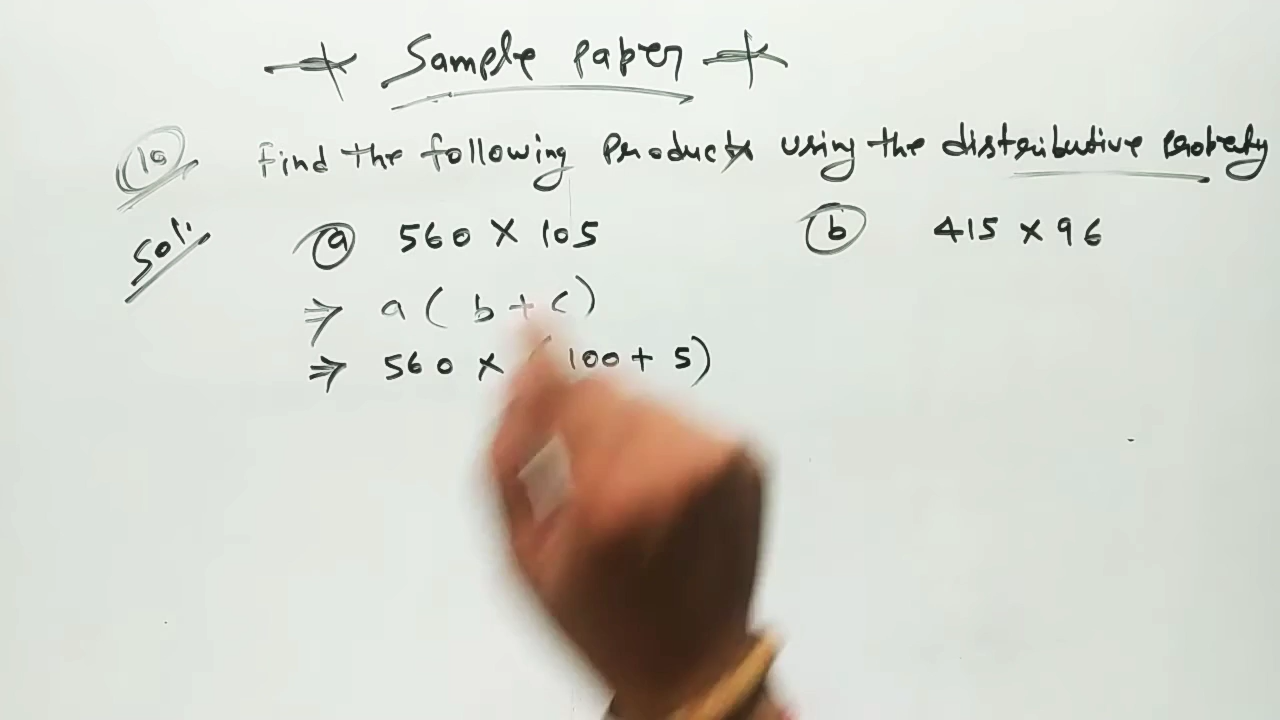 Sample paper
10 Find the following products using the distributive property
Sol. a 560 × 105 b 415 × 96
⇒ a ( b + c )
⇒ 560 × ( 100 + 5 )